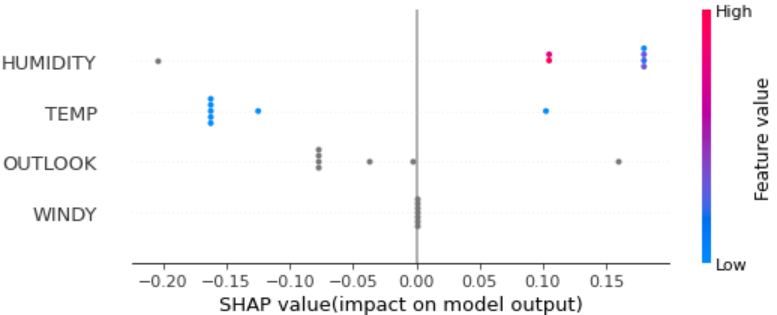 High
HUMIDITY
TEMP
OUTLOOK
WINDY
Feature value
Low
−0.20 −0.15 −0.10 −0.05 0.00 0.05 0.10 0.15
SHAP value(impact on model output)